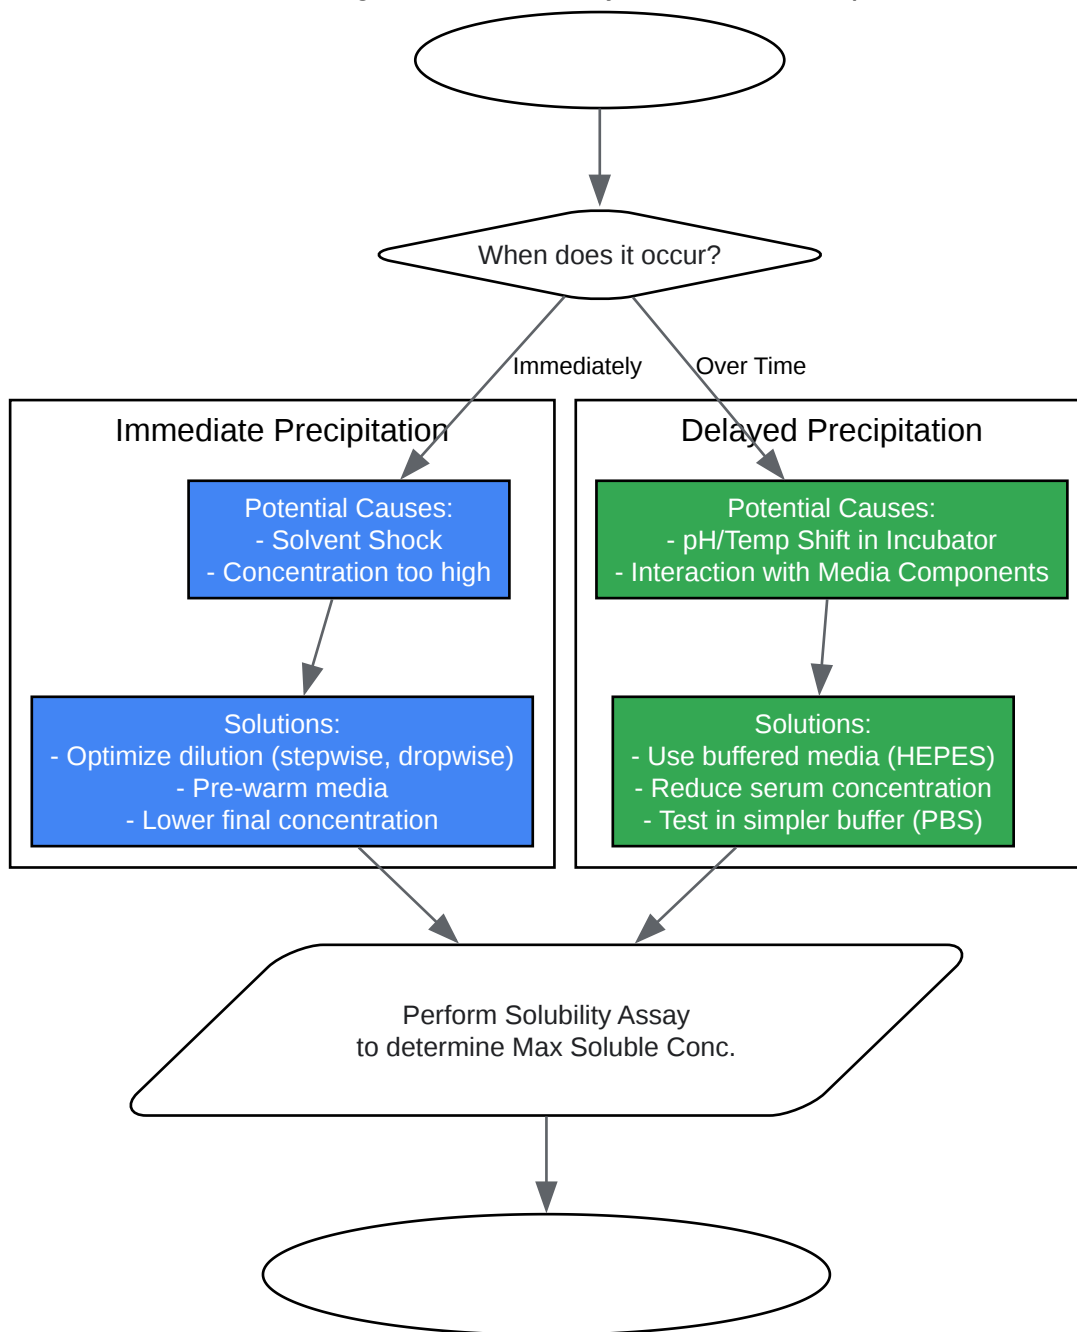 When does it occur?
Immediately
Over Time
Immediate Precipitation
Potential Causes:
- Solvent Shock
- Concentration too high
Solutions:
- Optimize dilution (stepwise, dropwise)
- Pre-warm media
- Lower final concentration
Delayed Precipitation
Potential Causes:
- pH/Temp Shift in Incubator
- Interaction with Media Components
Solutions:
- Use buffered media (HEPES)
- Reduce serum concentration
- Test in simpler buffer (PBS)
Perform Solubility Assay
to determine Max Soluble Conc.